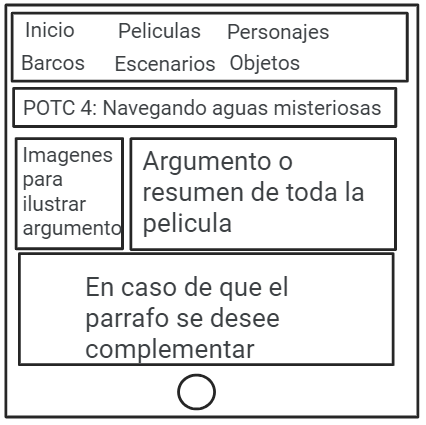 Inicio Peliculas Personajes
Barcos Escenarios Objetos
POTC 4: Navegando aguas misteriosas
Imagenes
para
ilustrar
argumento
Argumento o
resumen de toda la
pelicula
En caso de que el
parrafo se desee
complementar